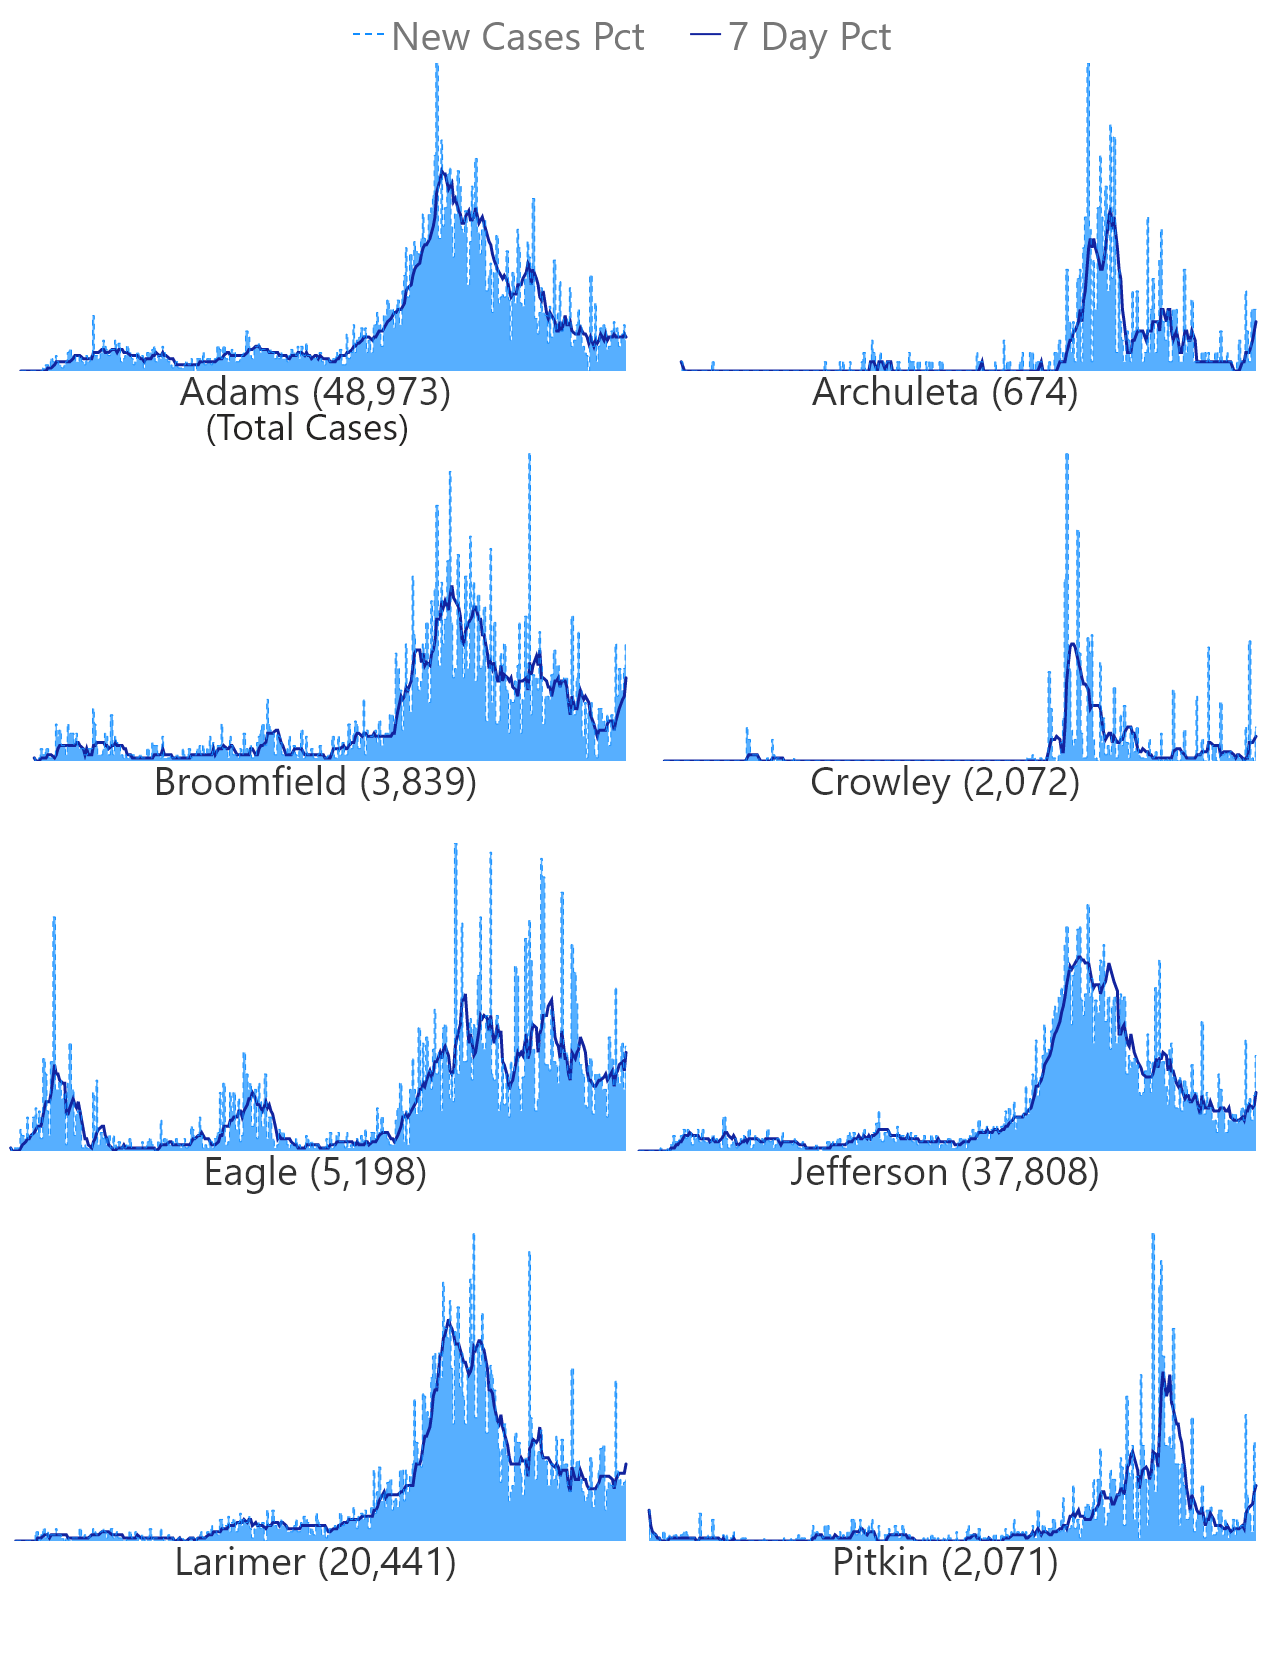 New Cases Pct 7 Day Pct
Adams (48,973) Archuleta (674)
(Total Cases)
Broomfield (3,839) Crowley (2,072)
Eagle (5,198) Jefferson (37,808)
Larimer (20,441) Pitkin (2,071)